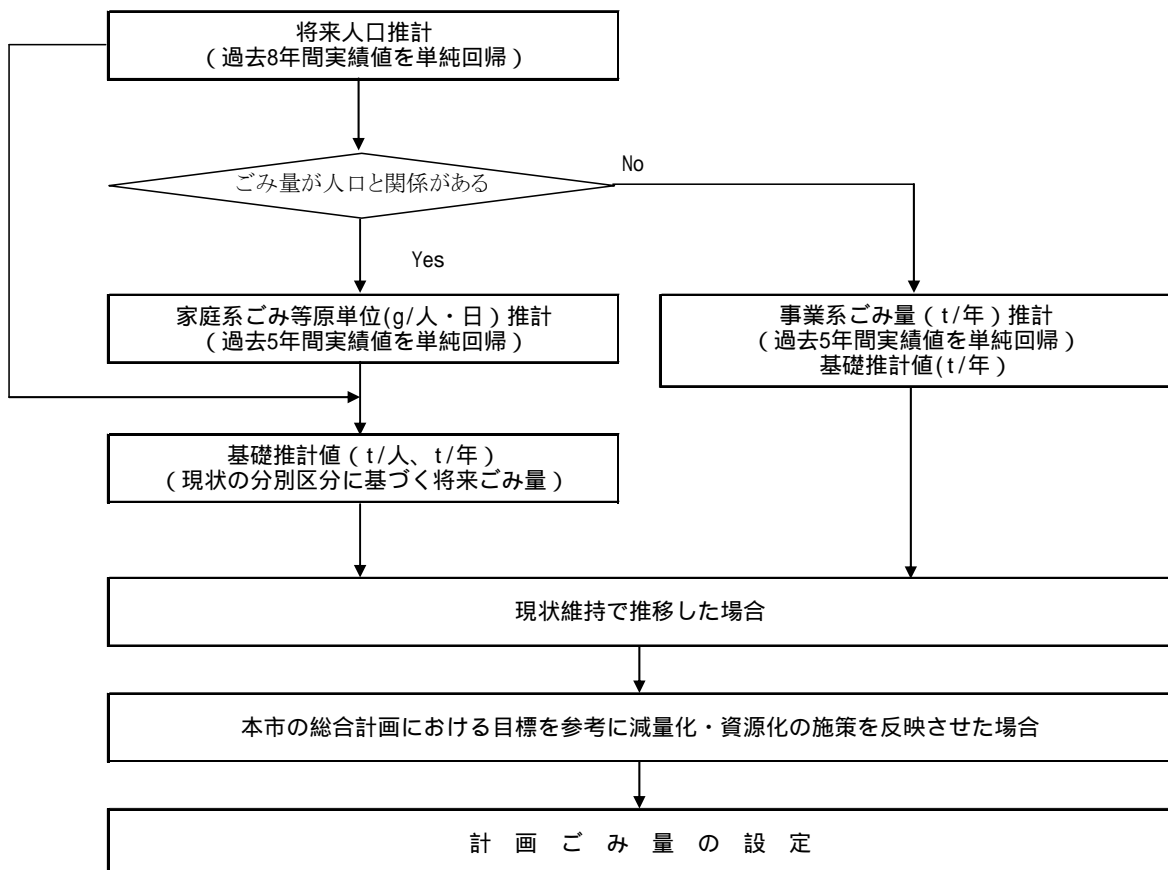 将来人口推計
（過去8年間実績値を単純回帰）
ごみ量が人口と関係がある
No
Yes
家庭系ごみ等原単位(g/人・日）推計
（過去5年間実績値を単純回帰）
事業系ごみ量（t/年）推計
（過去5年間実績値を単純回帰）
基礎推計値(t/年）
基礎推計値（t/人、t/年）
（現状の分別区分に基づく将来ごみ量）
現状維持で推移した場合
本市の総合計画における目標を参考に減量化・資源化の施策を反映させた場合
計 画 ご み 量 の 設 定